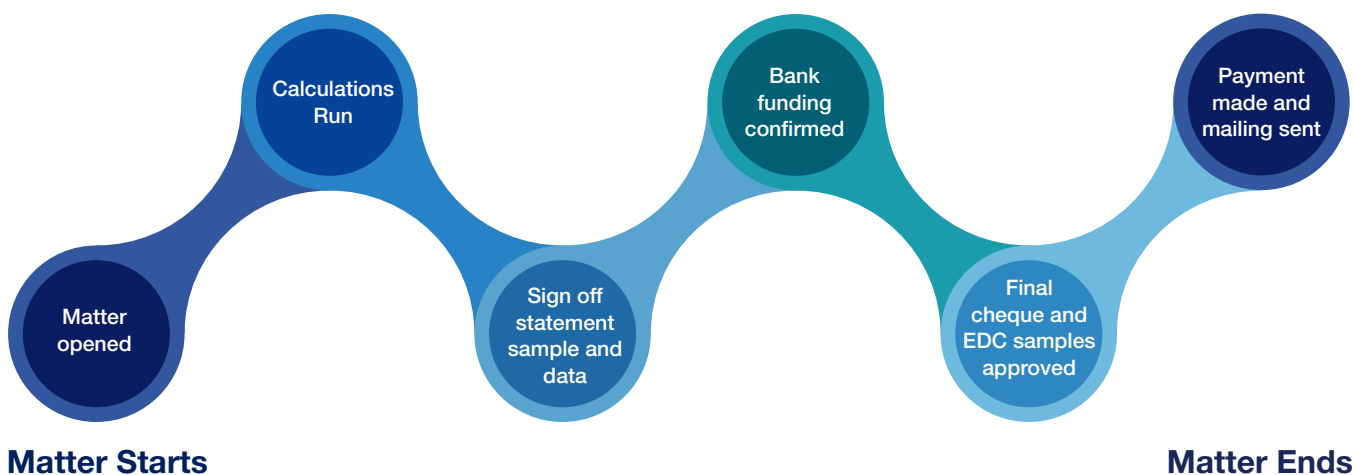 Matter
opened
Calculations
Run
Sign off
statement
sample and
data
Bank
funding
confirmed
Final
cheque and
EDC samples
approved
Payment
made and
mailing sent
Matter Starts
Matter Ends